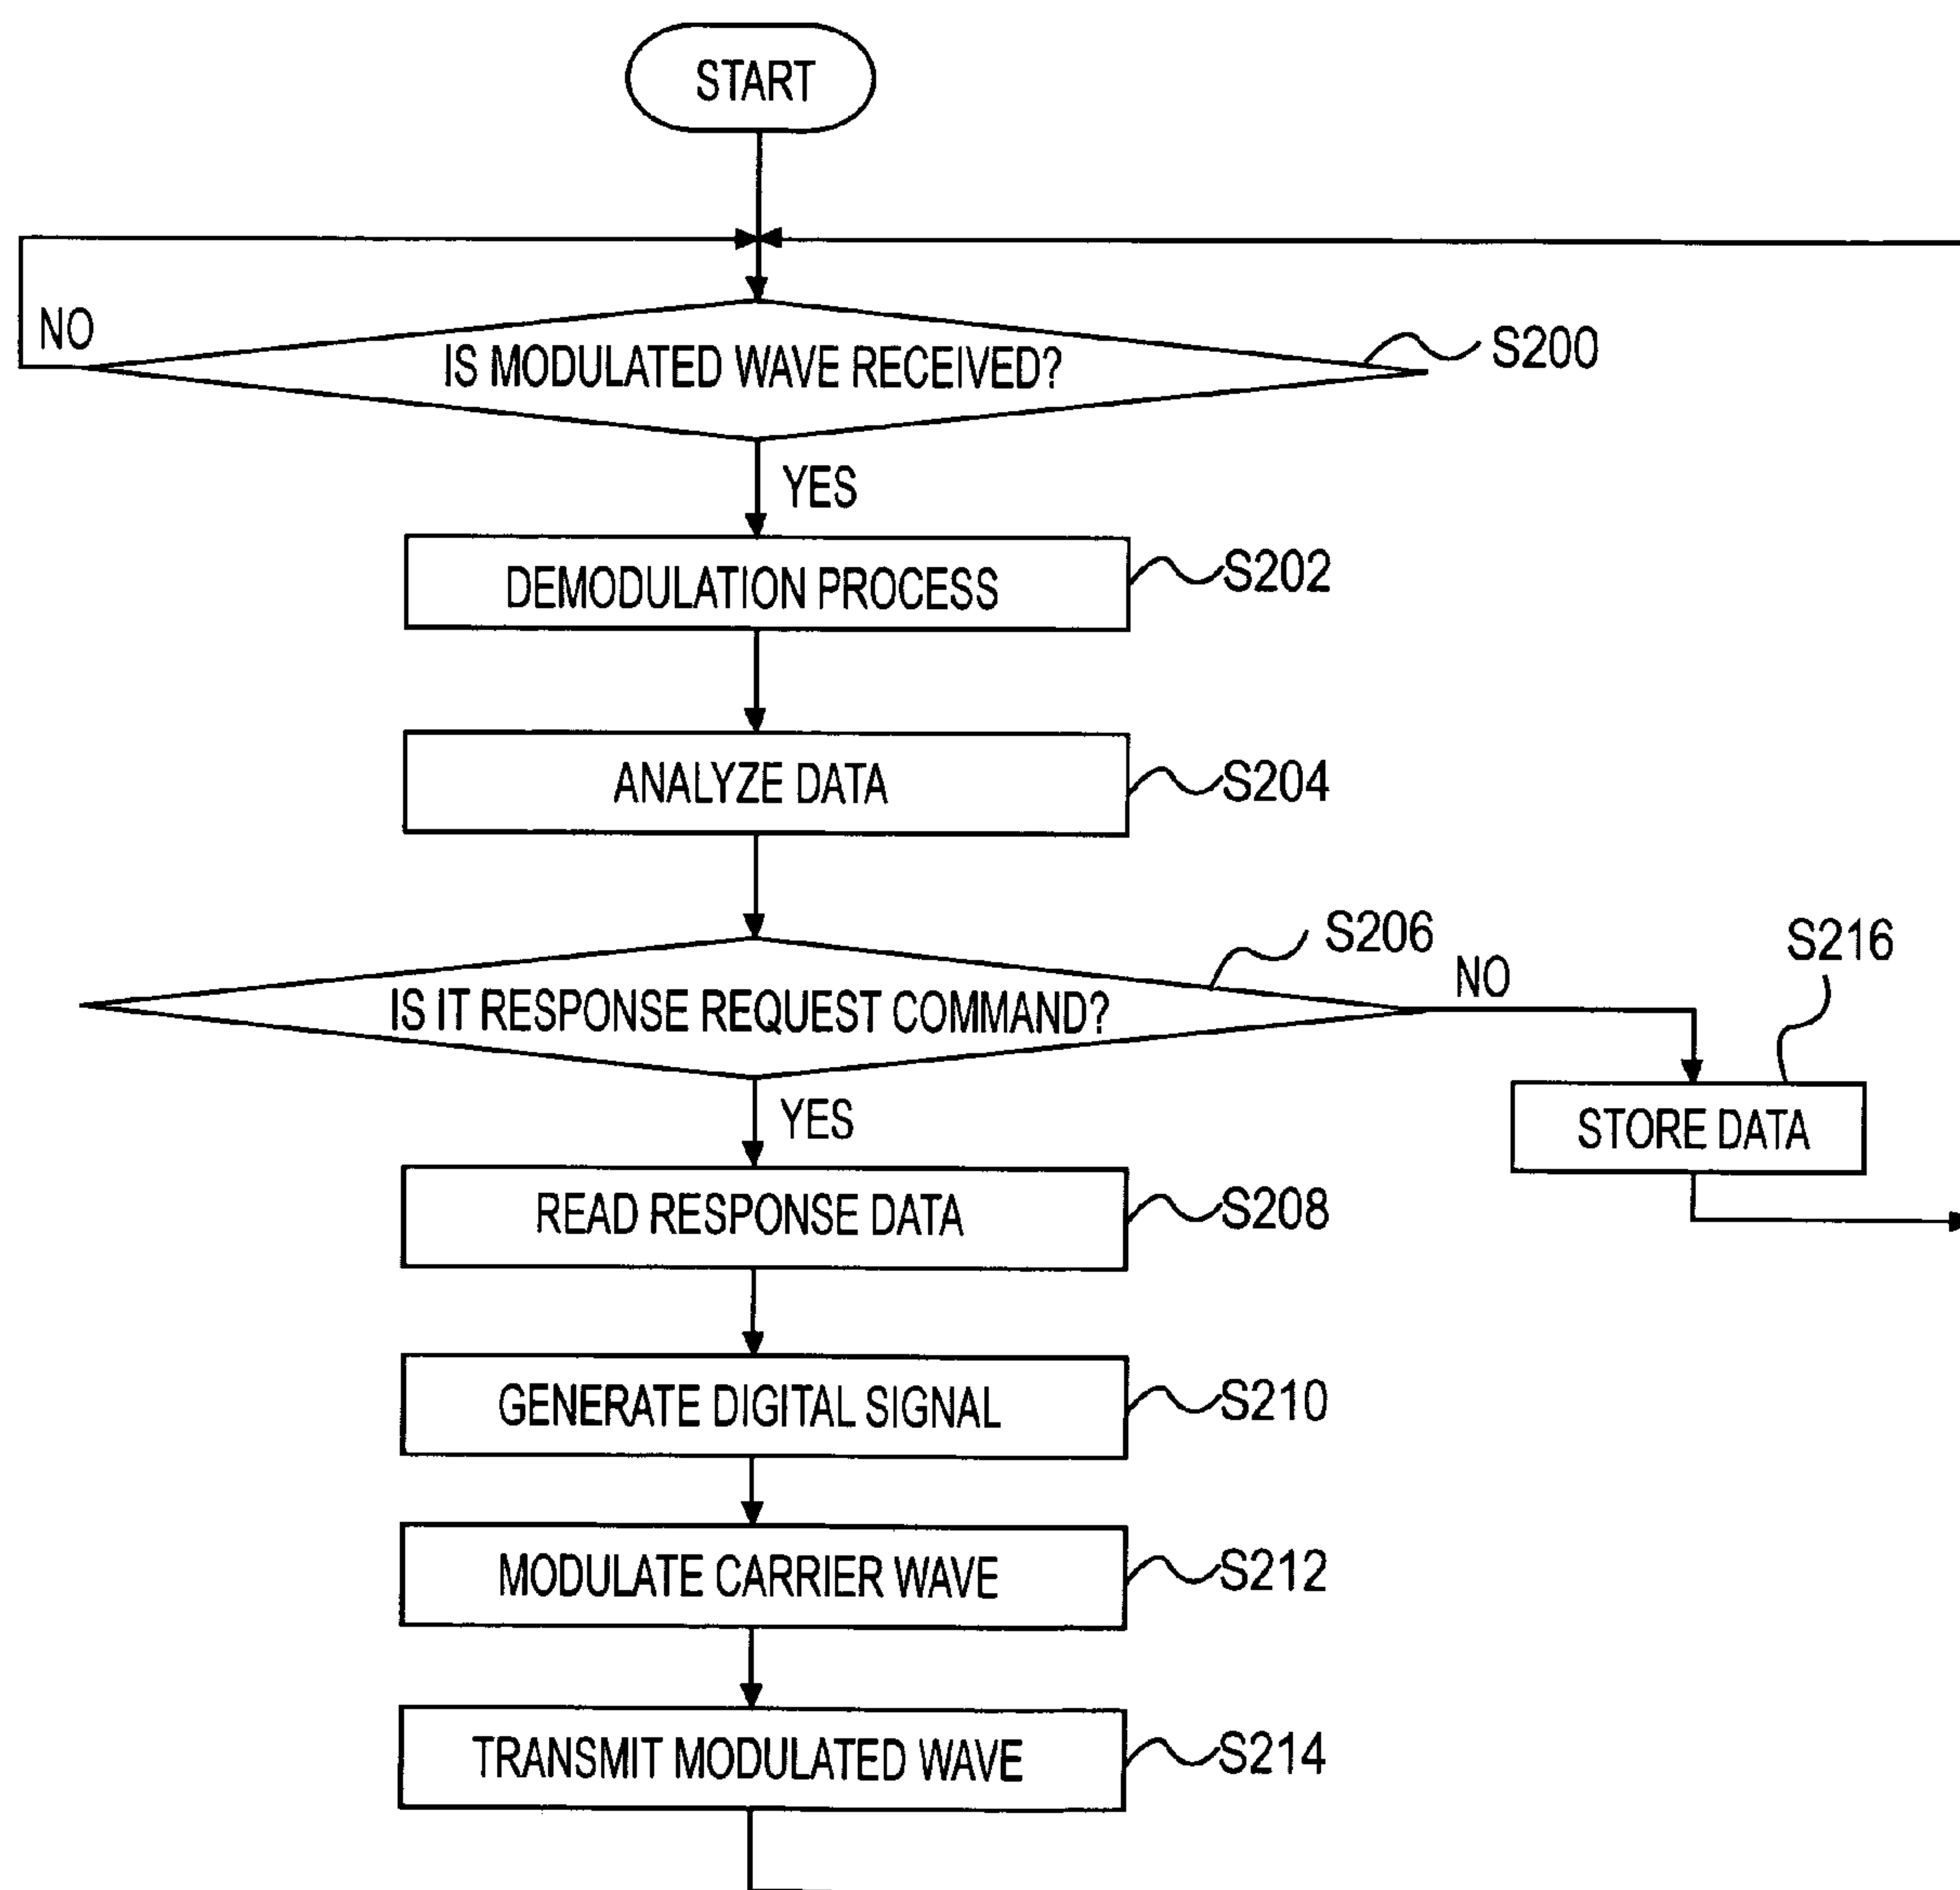 START
NO
IS MODULATED WAVE RECEIVED?
S200
YES
DEMODULATION PROCESS
S202
ANALYZE DATA
S204
S206
IS IT RESPONSE REQUEST COMMAND?
NO
S216
YES
STORE DATA
READ RESPONSE DATA
S208
GENERATE DIGITAL SIGNAL
S210
MODULATE CARRIER WAVE
S212
TRANSMIT MODULATED WAVE
S214